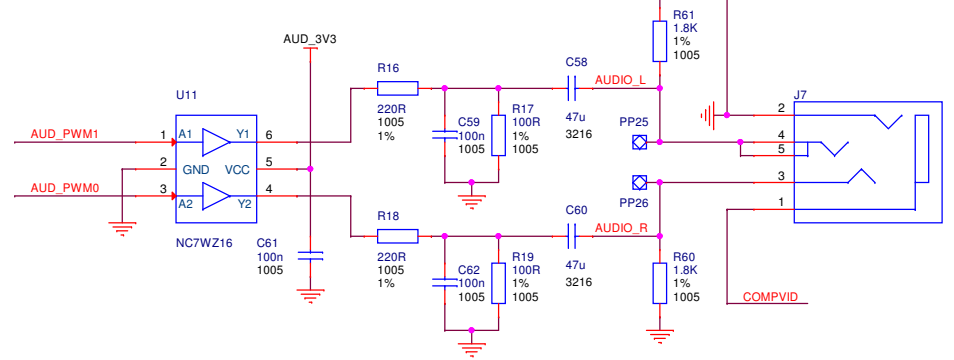 R61
1.8K
1%
1005
AUD_3V3
C58
R16
AUDIO_L
J7
U11
220R
1005
1%
C59
100n
1005
R17
100R
1%
1005
47u
3216
2
AUD_PWM1
1
A1
Y1
6
PP25
4
5
2
GND
VCC
5
3
AUD_PWM0
3
A2
Y2
4
PP26
1
R18
C60
AUDIO_R
NC7WZ16
C61
100n
1005
220R
1005
1%
C62
100n
1005
R19
100R
1%
1005
47u
3216
R60
1.8K
1%
1005
COMPVID